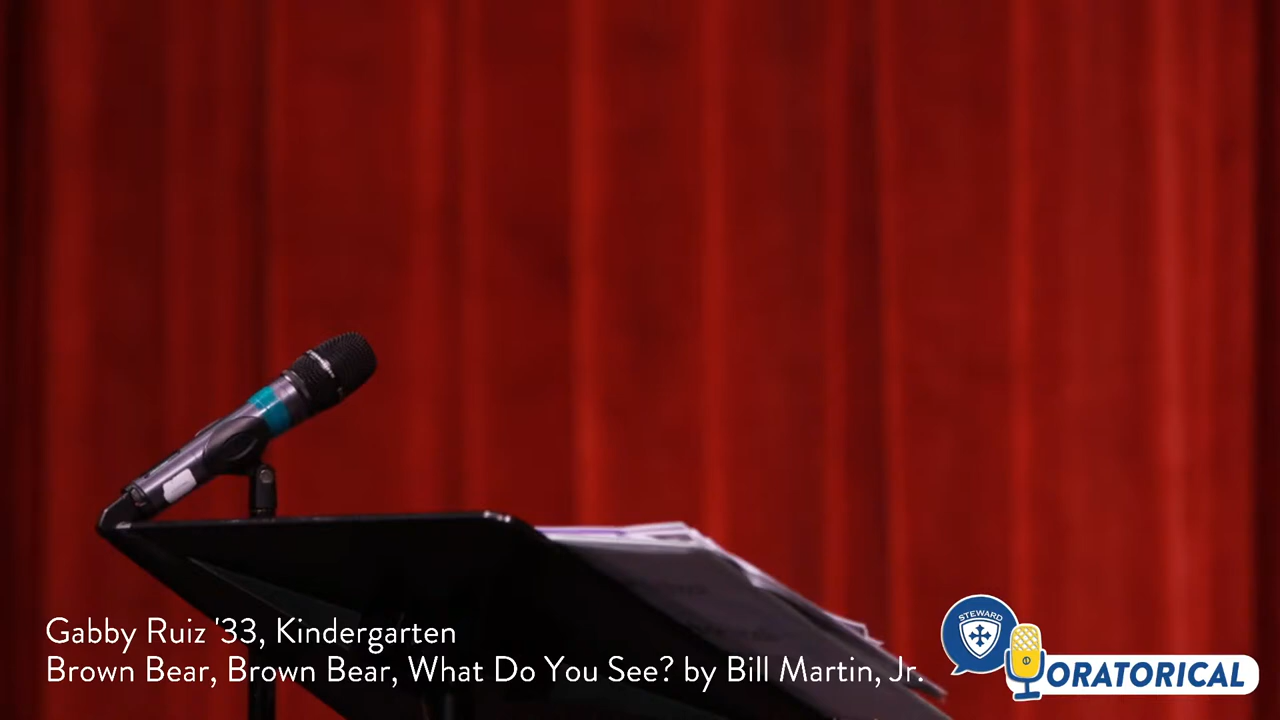 Gabby Ruiz '33, Kindergarten
Brown Bear, Brown Bear, What Do You See? by Bill Martin, Jr.
STEWARD
ORATORICAL